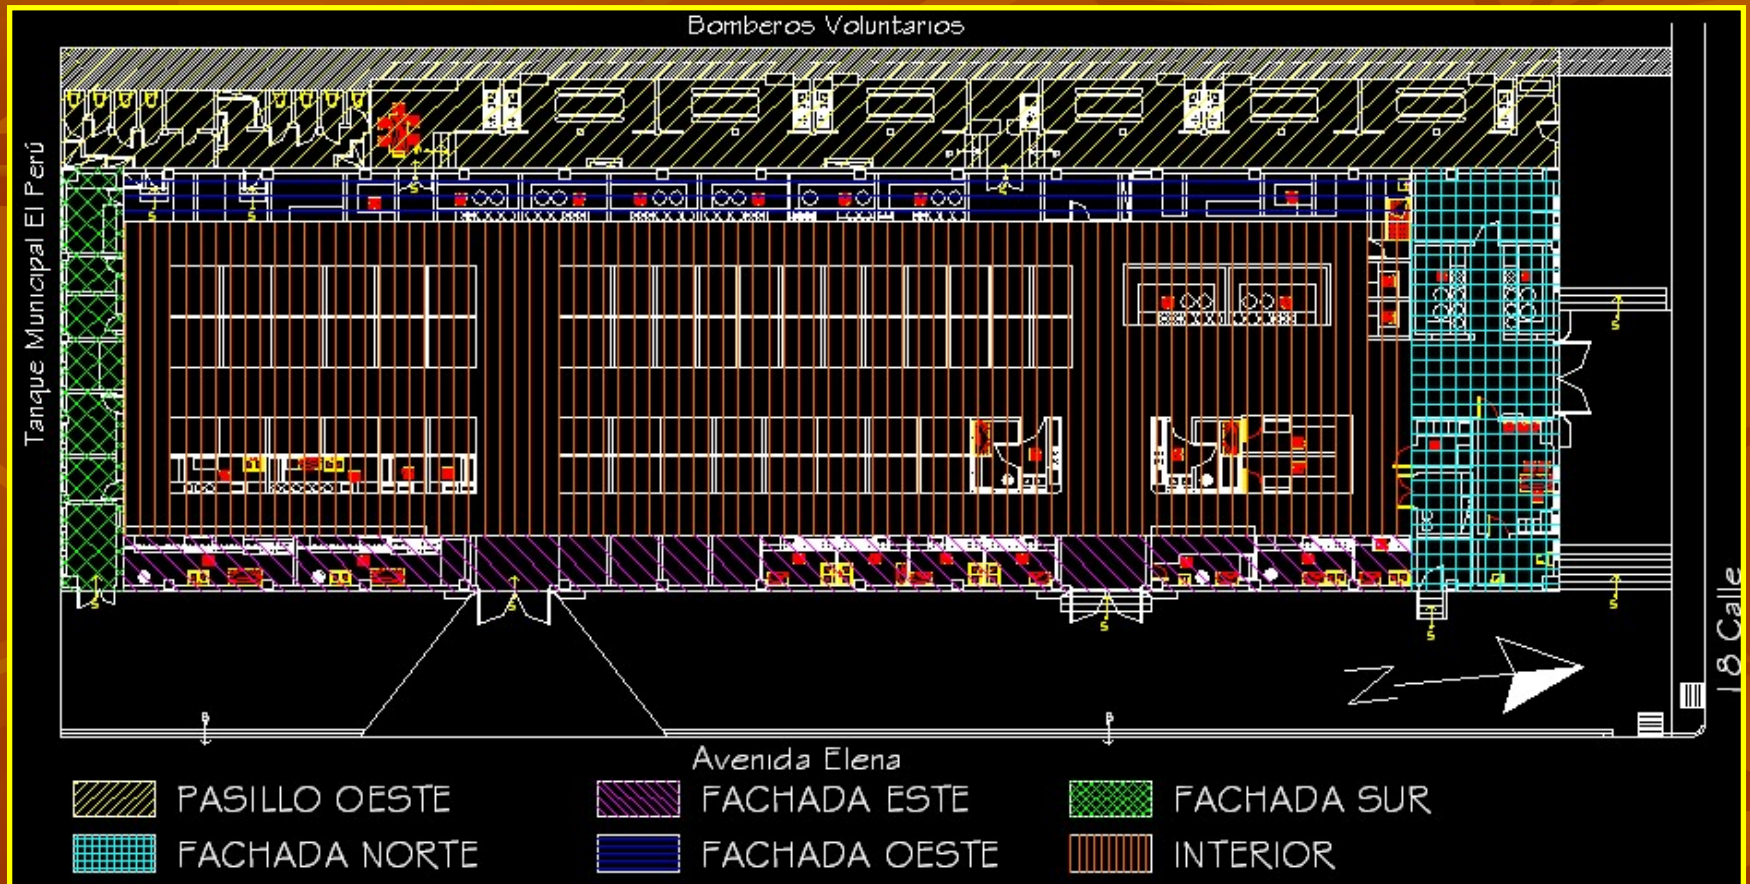 Bomberos Voluntarios
Tanque Municipal El Perú
18 Calle
N
S
S
S
S
S
S
S
S
S
S
B
B
Avenida Elena
PASILLO OESTE
FACHADA ESTE
FACHADA SUR
FACHADA NORTE
FACHADA OESTE
INTERIOR